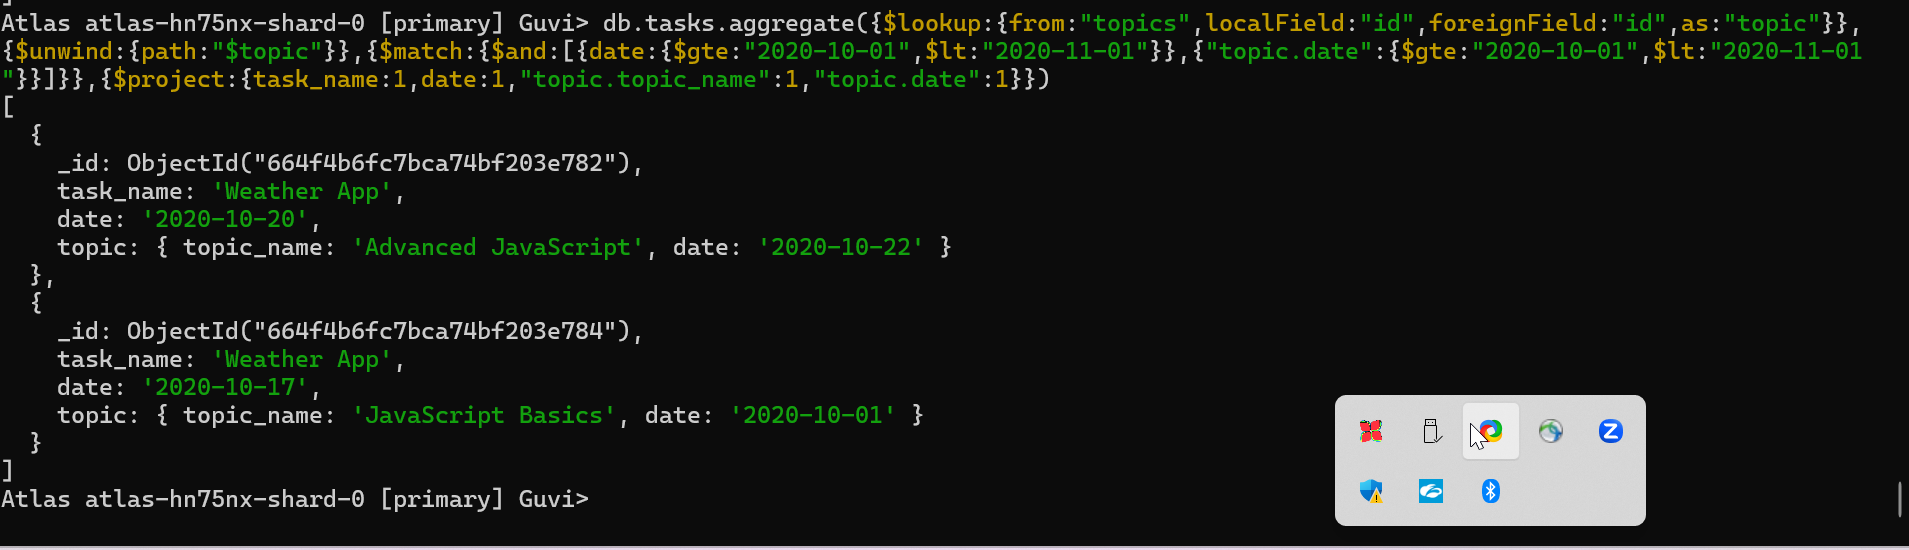 ]
Atlas atlas-hn75nx-shard-0 [primary] Guvi> db.tasks.aggregate({$lookup:{from:"topics",localField:"id",foreignField:"id",as:"topic"}},
{$unwind:{path:"$topic"}},{$match:{$and:[{date:{$gte:"2020-10-01",$lt:"2020-11-01"}},{"topic.date":{$gte:"2020-10-01",$lt:"2020-11-01
"}}]}},{$project:{task_name:1,date:1,"topic.topic_name":1,"topic.date":1}})
[
  {
    _id: ObjectId("664f4b6fc7bca74bf203e782"),
    task_name: 'Weather App',
    date: '2020-10-20',
    topic: { topic_name: 'Advanced JavaScript', date: '2020-10-22' }
  },
  {
    _id: ObjectId("664f4b6fc7bca74bf203e784"),
    task_name: 'Weather App',
    date: '2020-10-17',
    topic: { topic_name: 'JavaScript Basics', date: '2020-10-01' }
  }
]
Atlas atlas-hn75nx-shard-0 [primary] Guvi>